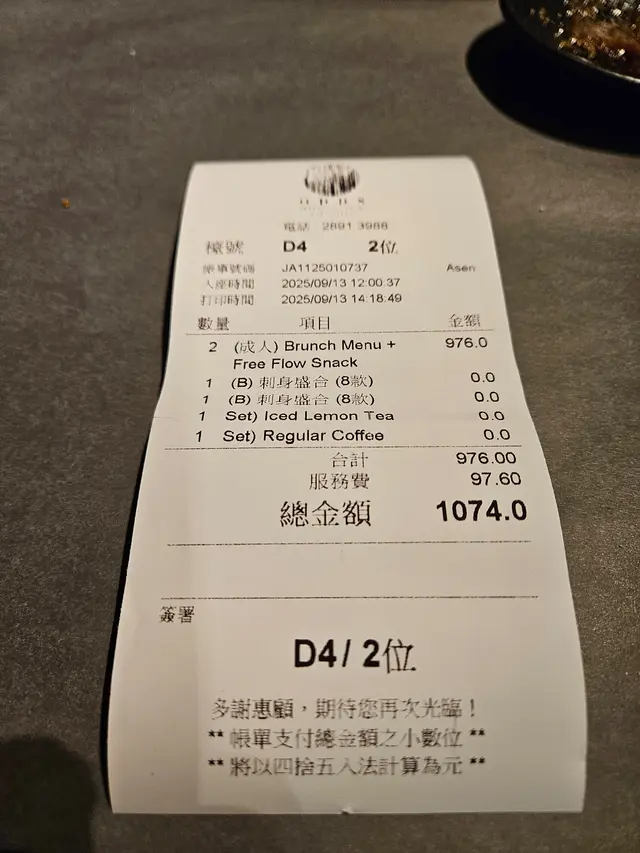 電話 2891 3988
檯號 D4 2位
帳單號碼 JA1125010737 Asen
入座時間 2025/09/13 12:00:37
打印時間 2025/09/13 14:18:49
數量 項目 金額
2 (成人) Brunch Menu + 976.0
Free Flow Snack
1 (B) 刺身盛合 (8款) 0.0
1 (B) 刺身盛合 (8款) 0.0
1 Set) Iced Lemon Tea 0.0
1 Set) Regular Coffee 0.0
合計 976.00
服務費 97.60
總金額 1074.0
簽署
D4/ 2位
多謝惠顧，期待您再次光臨！
** 帳單支付總金額之小數位 **
** 將以四捨五入法計算為元 **